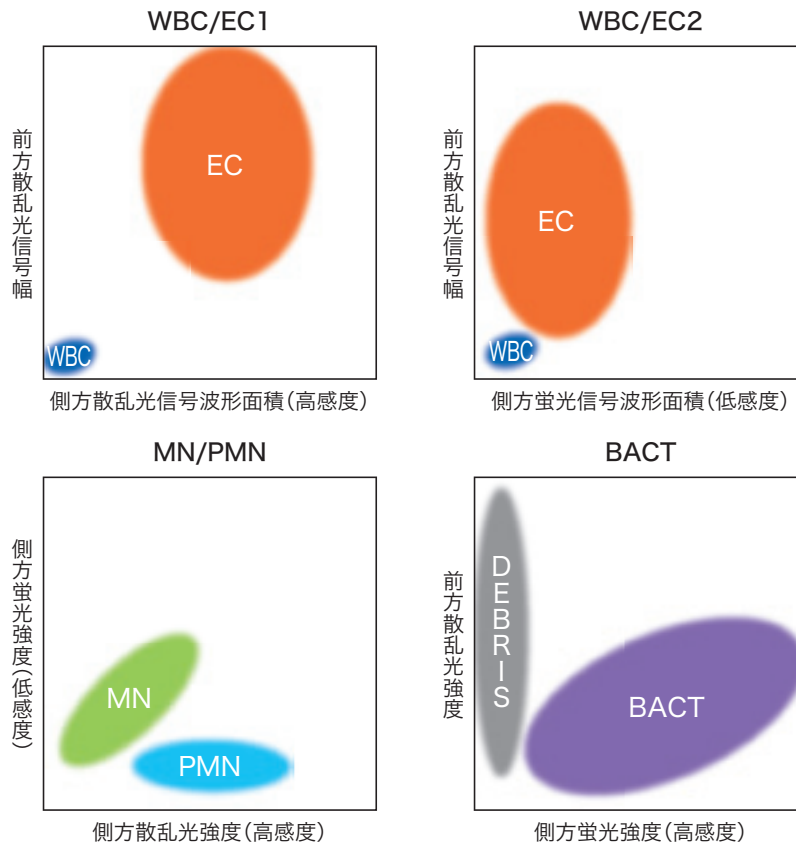 WBC/EC1
前方散乱光信号幅
EC
WBC
側方散乱光信号波形面積(高感度)
WBC/EC2
前方散乱光信号幅
EC
WBC
側方蛍光信号波形面積(低感度)
MN/PMN
側方蛍光強度(低感度)
MN
PMN
側方散乱光強度(高感度)
BACT
前方散乱光強度
DEBRIS
BACT
側方蛍光強度(高感度)